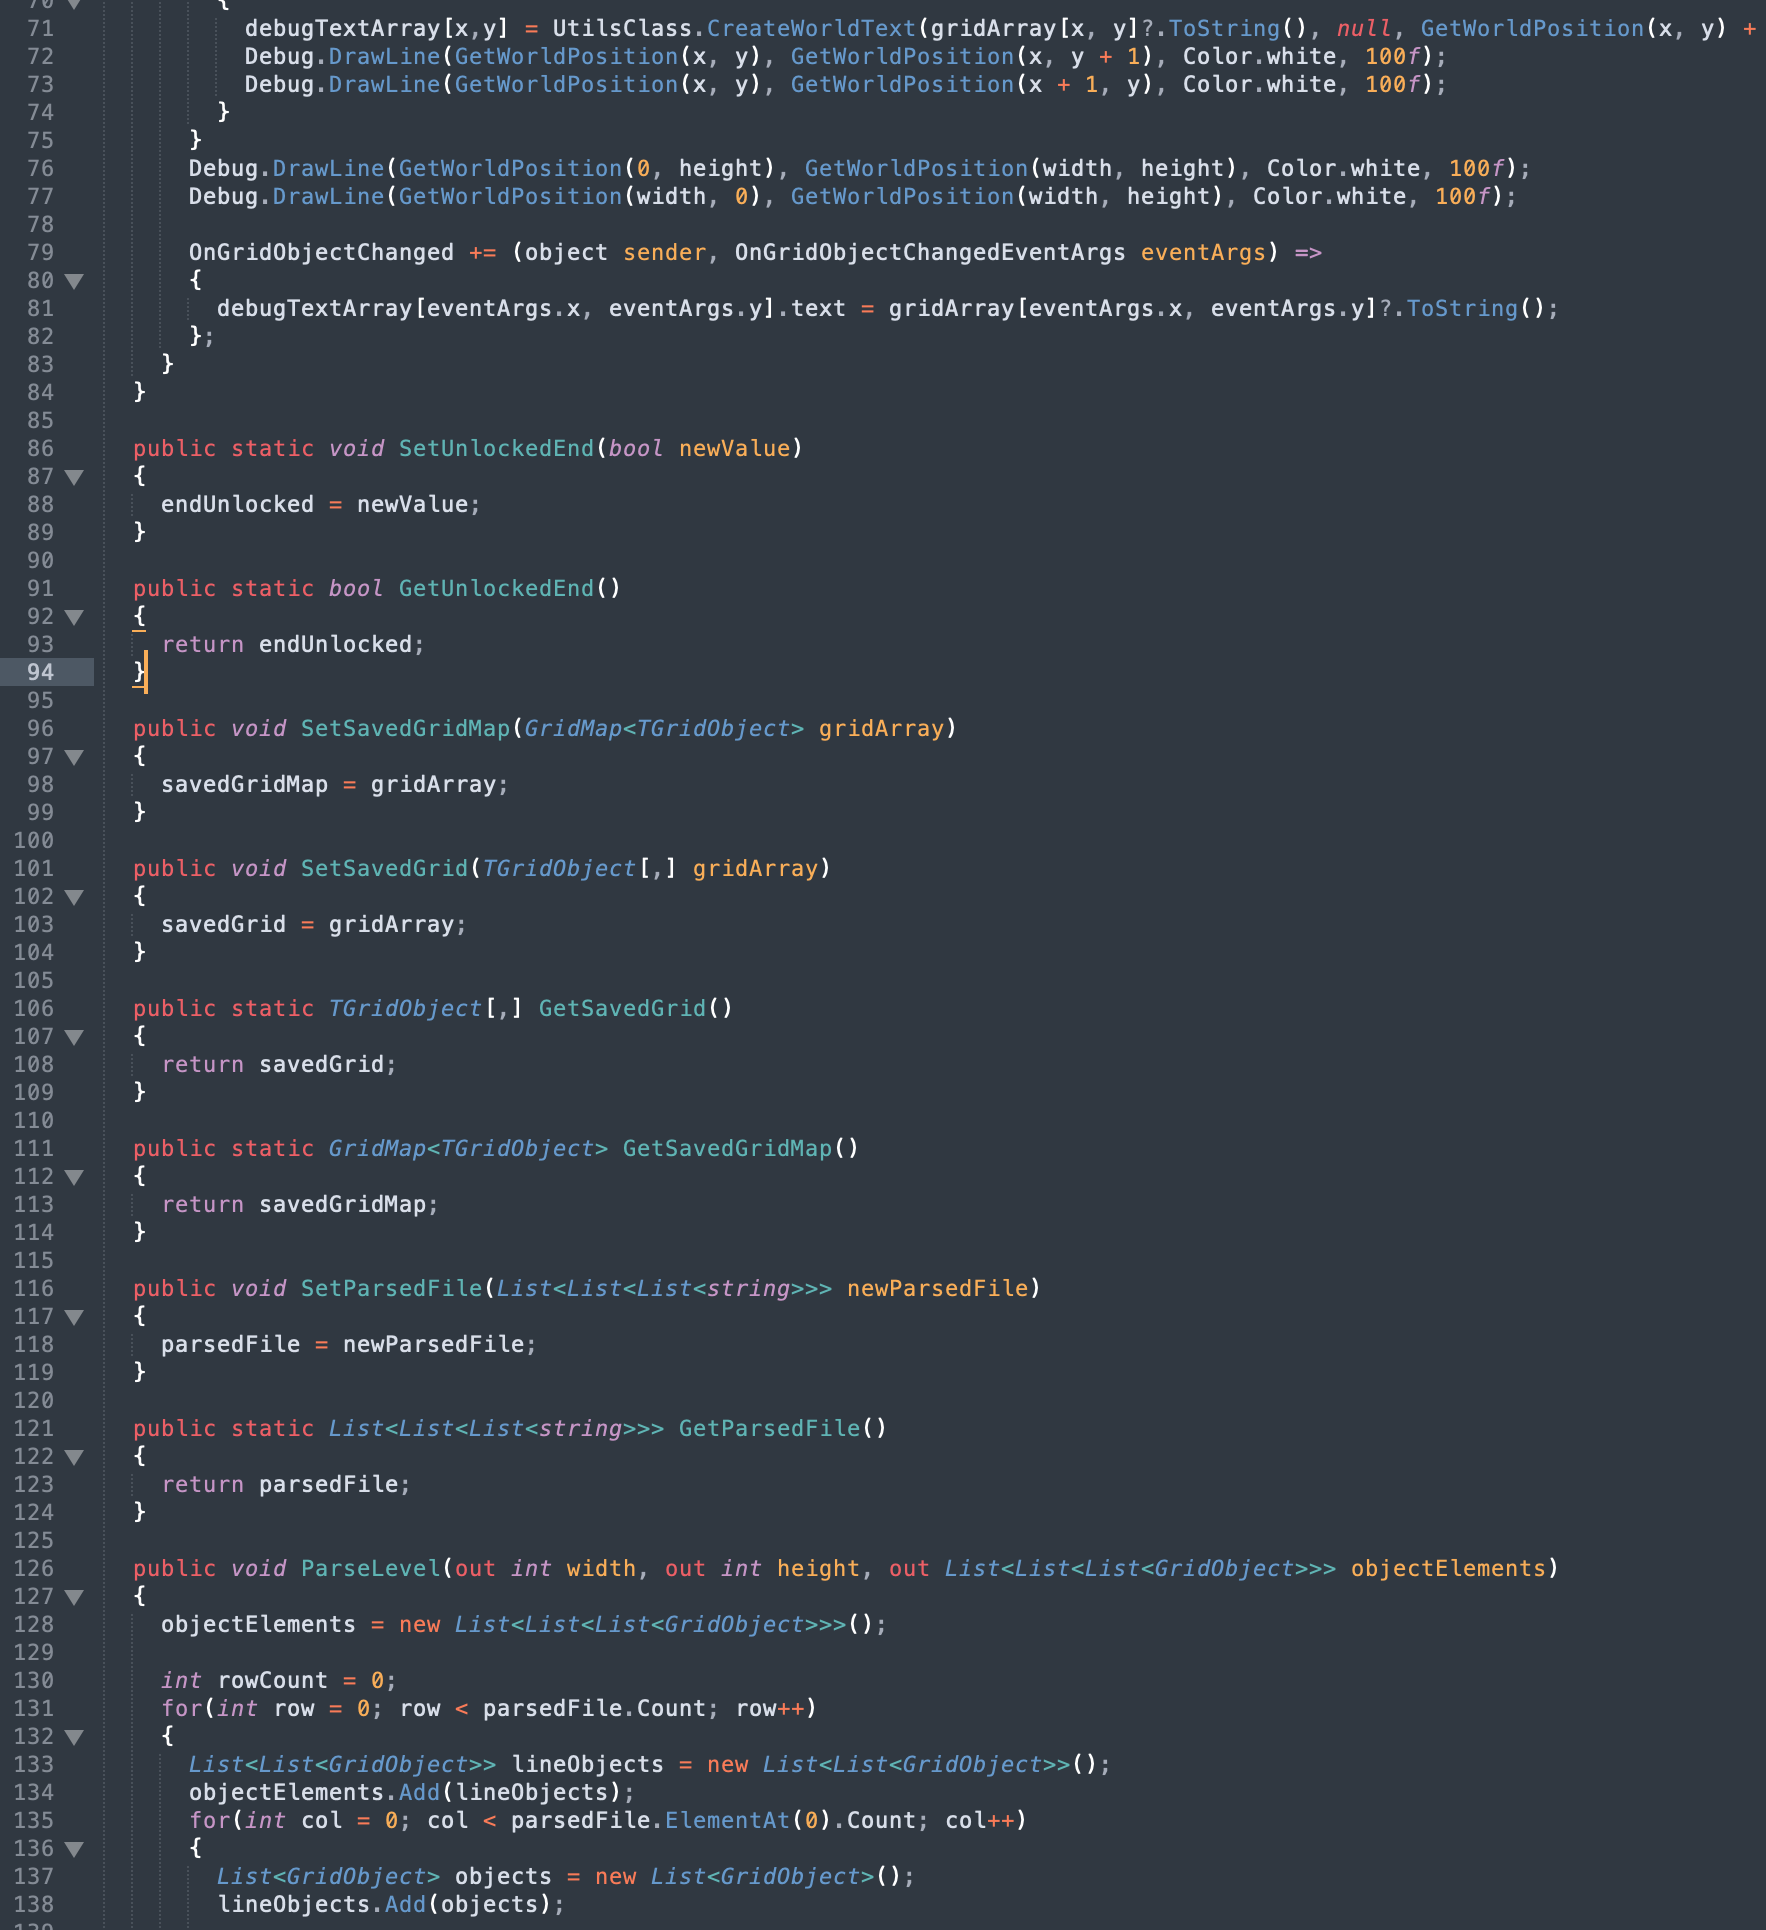 70 {
71 debugTextArray[x,y] = UtilsClass.CreateWorldText(gridArray[x, y]?.ToString(), null, GetWorldPosition(x, y) +
72 Debug.DrawLine(GetWorldPosition(x, y), GetWorldPosition(x, y + 1), Color.white, 100f);
73 Debug.DrawLine(GetWorldPosition(x, y), GetWorldPosition(x + 1, y), Color.white, 100f);
74 }
75 }
76 Debug.DrawLine(GetWorldPosition(0, height), GetWorldPosition(width, height), Color.white, 100f);
77 Debug.DrawLine(GetWorldPosition(width, 0), GetWorldPosition(width, height), Color.white, 100f);
78
79 OnGridObjectChanged += (object sender, OnGridObjectChangedEventArgs eventArgs) =>
80 {
81 debugTextArray[eventArgs.x, eventArgs.y].text = gridArray[eventArgs.x, eventArgs.y]?.ToString();
82 };
83 }
84 }
85
86 public static void SetUnlockedEnd(bool newValue)
87 {
88 endUnlocked = newValue;
89 }
90
91 public static bool GetUnlockedEnd()
92 {
93 return endUnlocked;
94 }
95
96 public void SetSavedGridMap(GridMap<TGridObject> gridArray)
97 {
98 savedGridMap = gridArray;
99 }
100
101 public void SetSavedGrid(TGridObject[,] gridArray)
102 {
103 savedGrid = gridArray;
104 }
105
106 public static TGridObject[,] GetSavedGrid()
107 {
108 return savedGrid;
109 }
110
111 public static GridMap<TGridObject> GetSavedGridMap()
112 {
113 return savedGridMap;
114 }
115
116 public void SetParsedFile(List<List<List<string>>> newParsedFile)
117 {
118 parsedFile = newParsedFile;
119 }
120
121 public static List<List<List<string>>> GetParsedFile()
122 {
123 return parsedFile;
124 }
125
126 public void ParseLevel(out int width, out int height, out List<List<List<GridObject>>> objectElements)
127 {
128 objectElements = new List<List<List<GridObject>>>();
129
130 int rowCount = 0;
131 for(int row = 0; row < parsedFile.Count; row++)
132 {
133 List<List<GridObject>> lineObjects = new List<List<GridObject>>();
134 objectElements.Add(lineObjects);
135 for(int col = 0; col < parsedFile.ElementAt(0).Count; col++)
136 {
137 List<GridObject> objects = new List<GridObject>();
138 lineObjects.Add(objects);
139